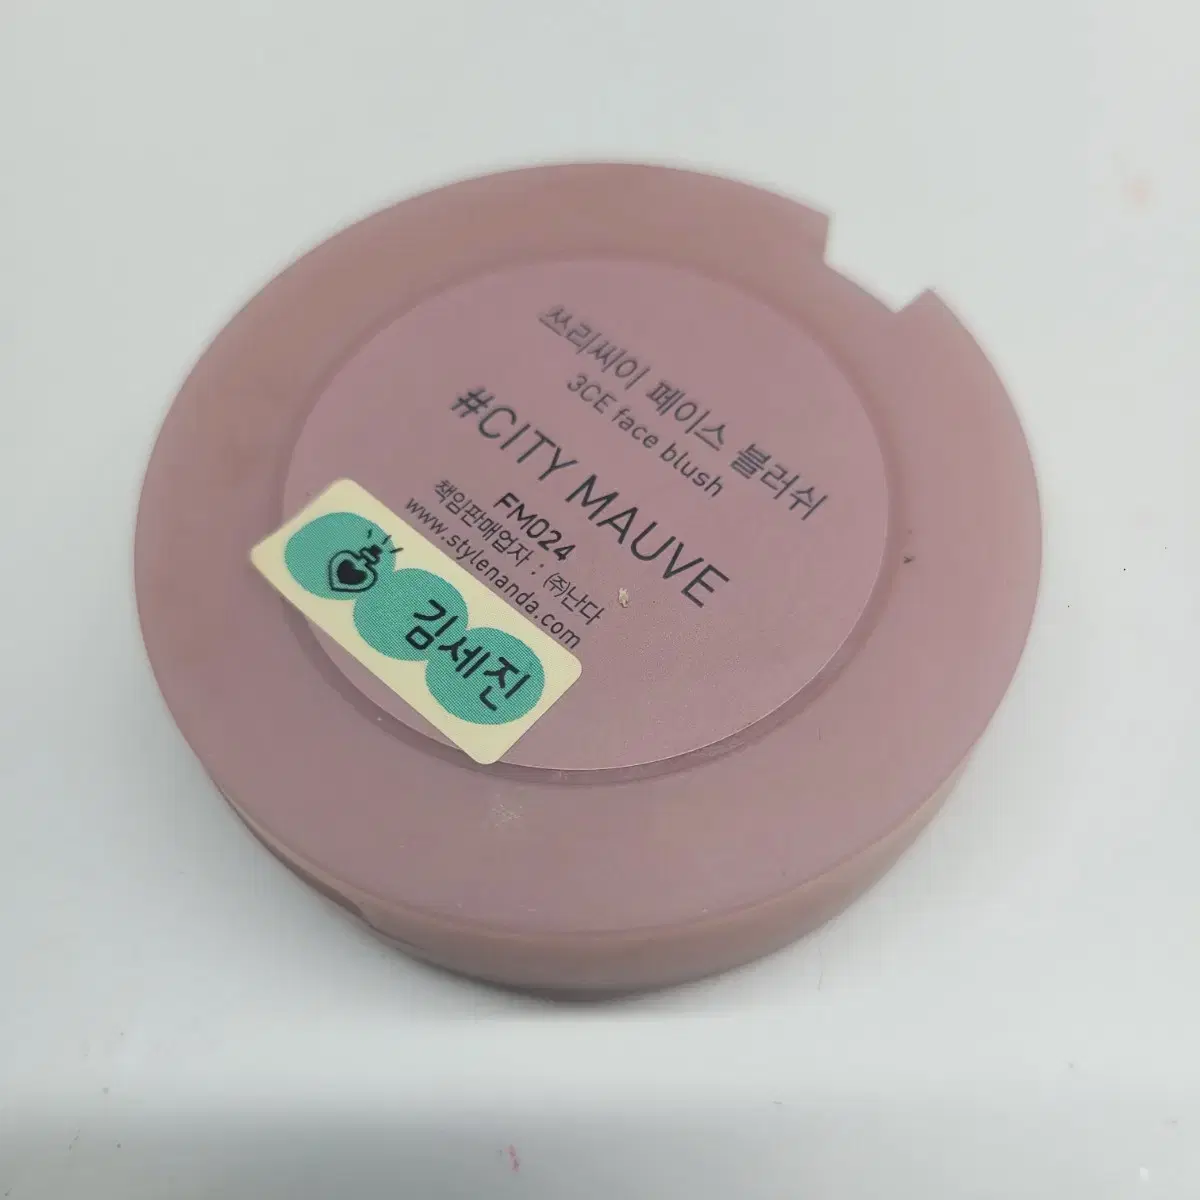 쓰리씨이 페이스 블러쉬
3CE face blush
#CITY MAUVE
FM024
책임판매업자 : ㈜난다
www.stylenanda.com
김세진